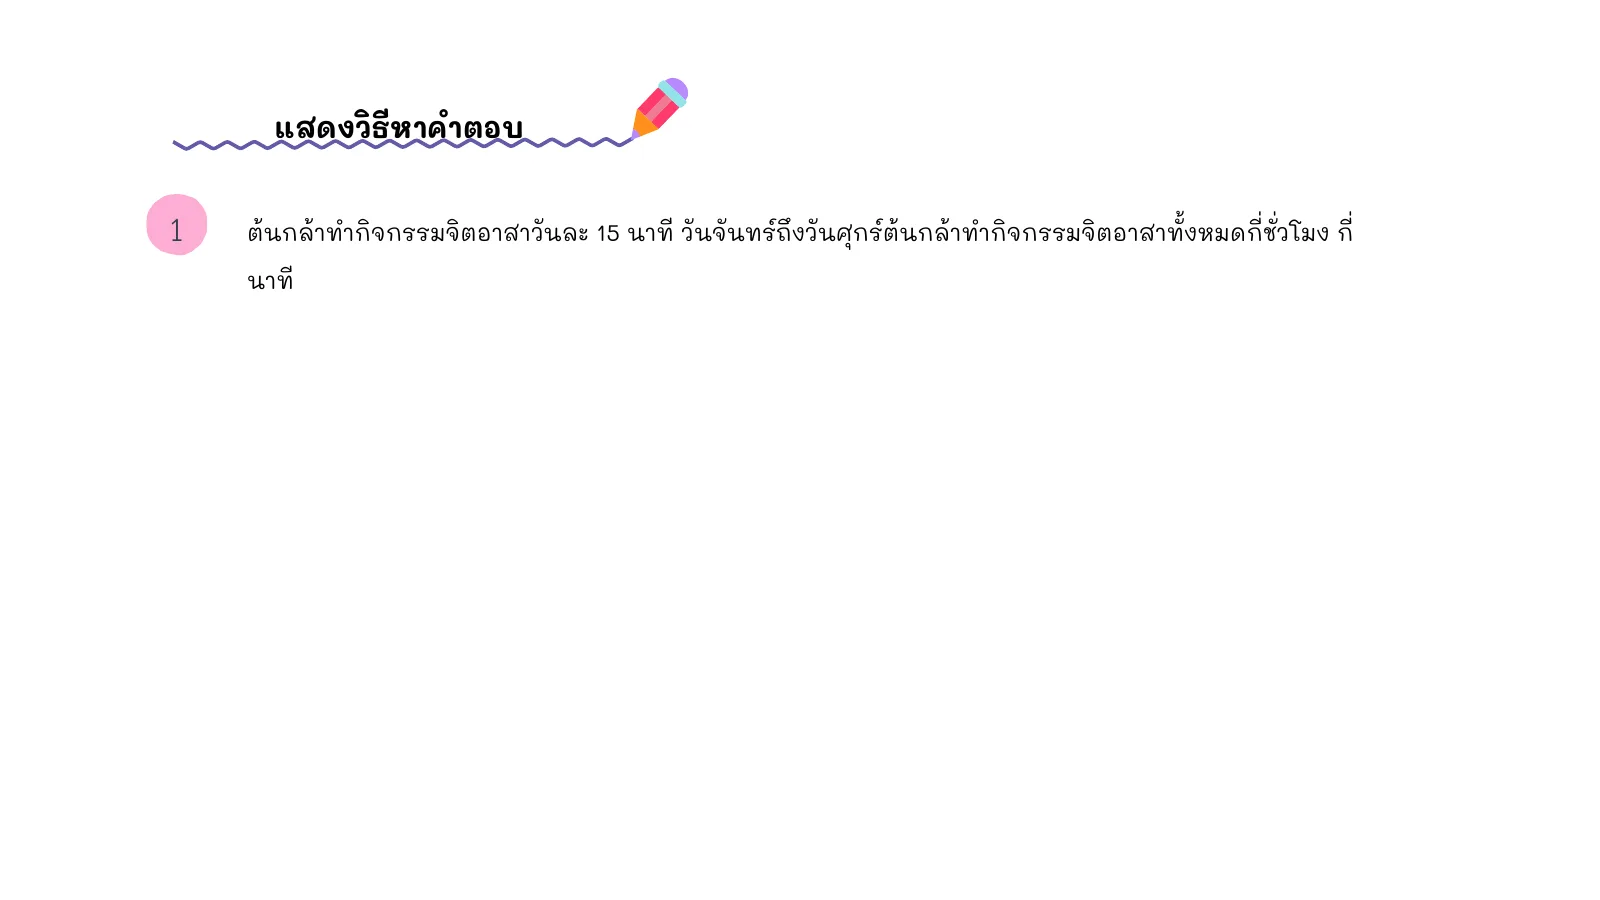 แสดงวิธีหาคำตอบ
1
ต้นกล้าทำกิจกรรมจิตอาสาวันละ 15 นาที วันจันทร์ถึงวันศุกร์ต้นกล้าทำกิจกรรมจิตอาสาทั้งหมดกี่ชั่วโมง กี่
นาที